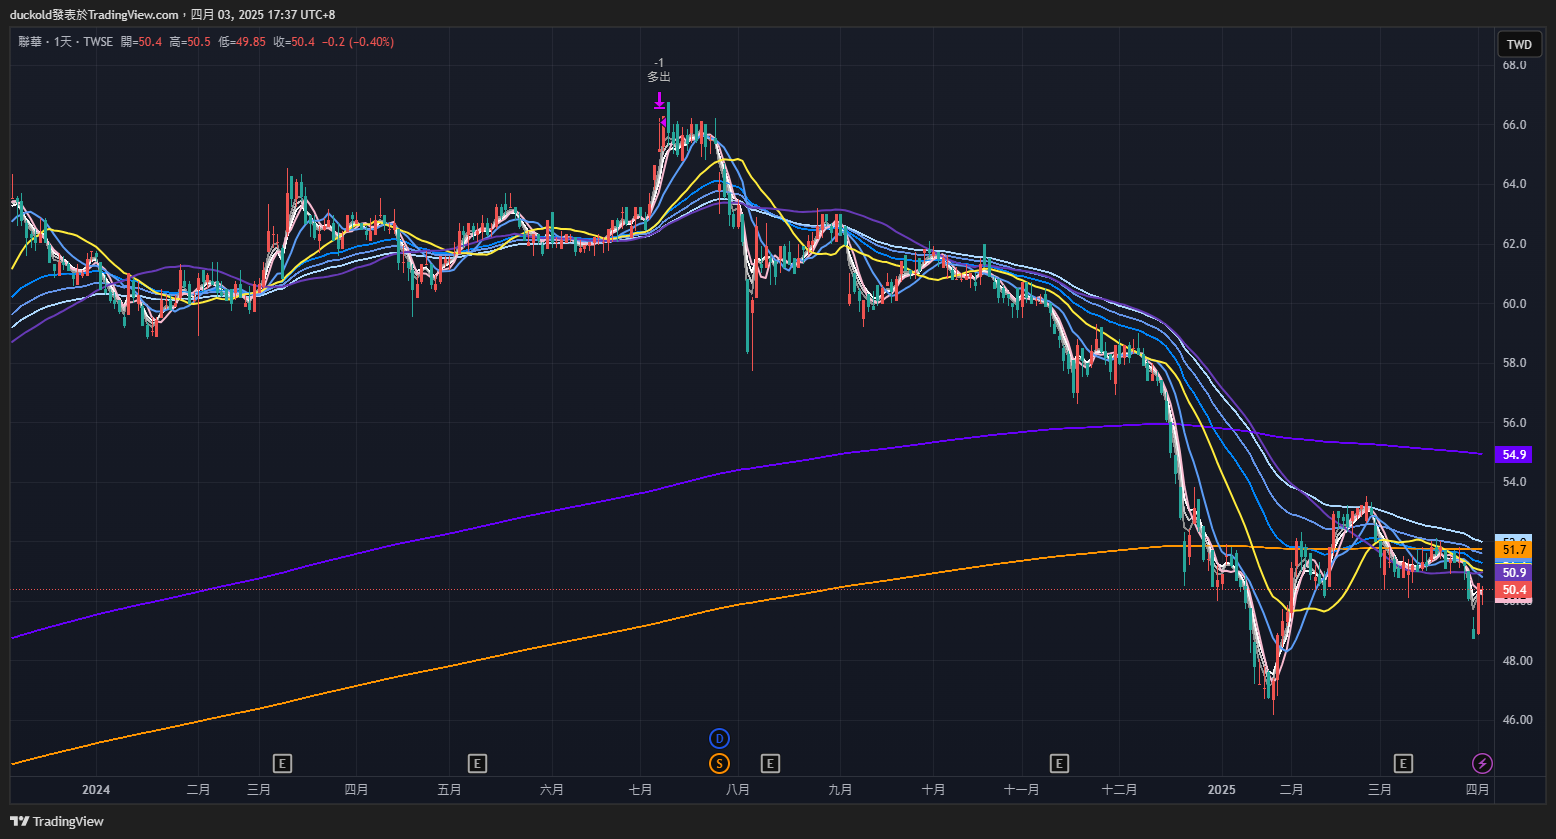 duckold發表於TradingView.com，四月 03, 2025 17:37 UTC+8
聯華 · 1天 · TWSE 開=50.4 高=50.5 低=49.85 收=50.4 −0.2 (−0.40%)
TWD
-1
多出
68.0
66.0
64.0
62.0
60.0
58.0
56.0
54.9
54.0
51.7
50.9
50.4
48.00
46.00
D
E E S E E E
2024 二月 三月 四月 五月 六月 七月 八月 九月 十月 十一月 十二月 2025 二月 三月 四月
TradingView